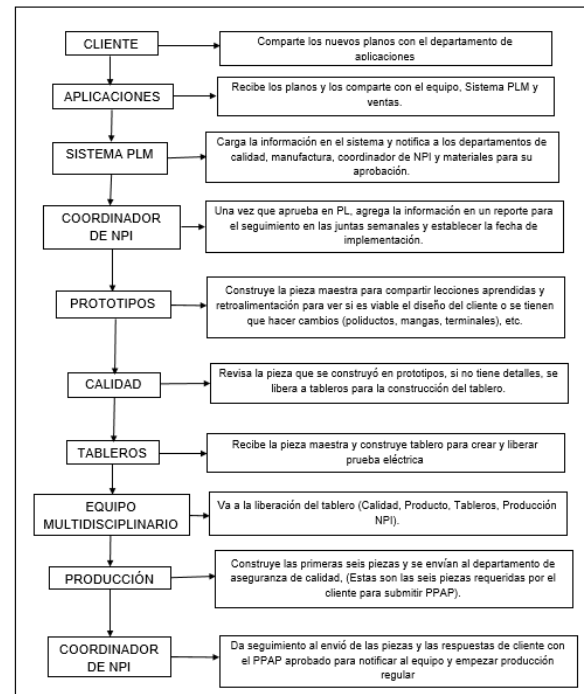 CLIENTE
Comparte los nuevos planos con el departamento de
aplicaciones
APLICACIONES
Recibe los planos y los comparte con el equipo, Sistema PLM y
ventas.
SISTEMA PLM
Carga la información en el sistema y notifica a los departamentos de
calidad, manufactura, coordinador de NPI y materiales para su
aprobación.
COORDINADOR
DE NPI
Una vez que aprueba en PL, agrega la información en un reporte para
el seguimiento en las juntas semanales y establecer la fecha de
implementación.
PROTOTIPOS
Construye la pieza maestra para compartir lecciones aprendidas y
retroalimentación para ver si es viable el diseño del cliente o se tienen
que hacer cambios (poliductos, mangas, terminales), etc.
CALIDAD
Revisa la pieza que se construyó en prototipos, si no tiene detalles, se
libera a tableros para la construcción del tablero.
TABLEROS
Recibe la pieza maestra y construye tablero para crear y liberar
prueba eléctrica
EQUIPO
MULTIDISCIPLINARIO
Va a la liberación del tablero (Calidad, Producto, Tableros, Producción
NPI).
PRODUCCIÓN
Construye las primeras seis piezas y se envían al departamento de
aseguranza de calidad, (Estas son las seis piezas requeridas por el
cliente para submitir PPAP).
COORDINADOR
DE NPI
Da seguimiento al envió de las piezas y las respuestas de cliente con
el PPAP aprobado para notificar al equipo y empezar producción
regular